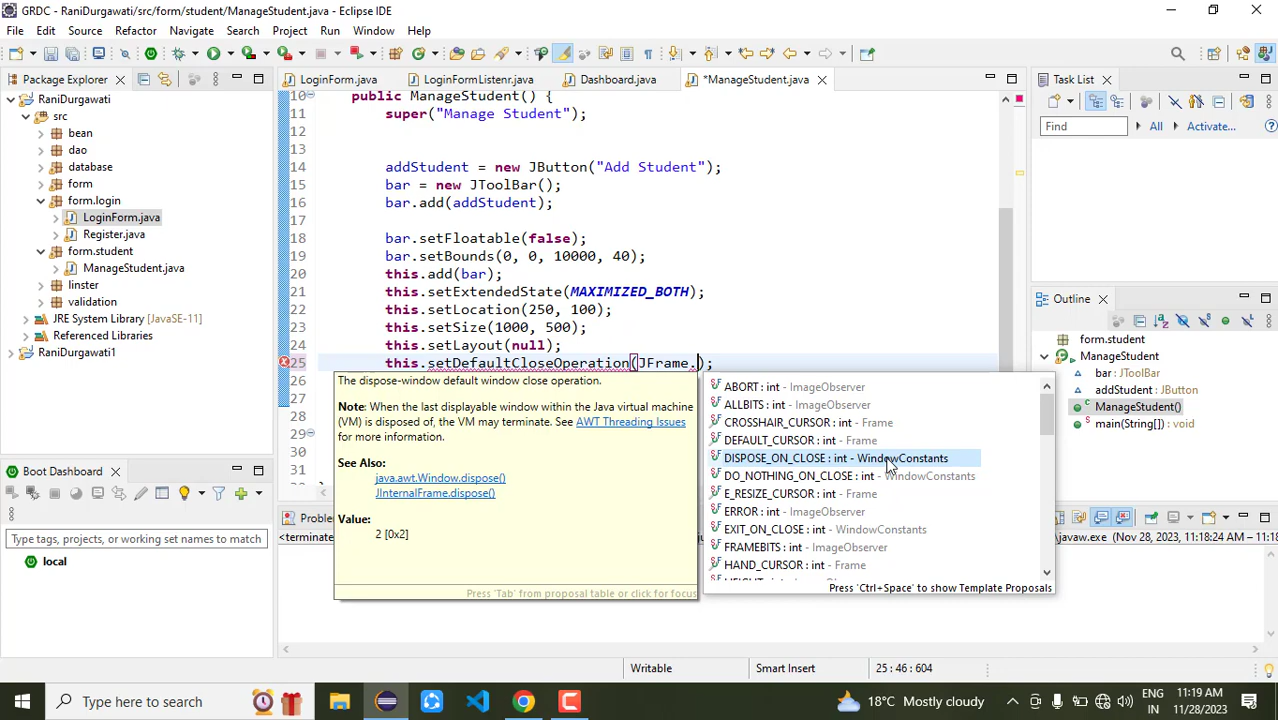 GRDC - RaniDurgawati/src/form/student/ManageStudent.java - Eclipse IDE
File Edit Source Refactor Navigate Search Project Run Window Help
Package Explorer
RaniDurgawati
src
bean
dao
database
form
form.login
LoginForm.java
Register.java
form.student
ManageStudent.java
linster
validation
JRE System Library [JavaSE-11]
Referenced Libraries
RaniDurgawati1
Boot Dashboard
Type tags, projects, or working set names to match
local
LoginForm.java LoginFormListenr.java Dashboard.java *ManageStudent.java
10 public ManageStudent() {
11 super("Manage Student");
12
13
14 addStudent = new JButton("Add Student");
15 bar = new JToolBar();
16 bar.add(addStudent);
17
18 bar.setFloatable(false);
19 bar.setBounds(0, 0, 10000, 40);
20 this.add(bar);
21 this.setExtendedState(MAXIMIZED_BOTH);
22 this.setLocation(250, 100);
23 this.setSize(1000, 500);
24 this.setLayout(null);
25 this.setDefaultCloseOperation(JFrame.);
26
27
28
29
30
31
The dispose-window default window close operation.
Note: When the last displayable window within the Java virtual machine
(VM) is disposed of, the VM may terminate. See AWT Threading Issues
for more information.
See Also:
java.awt.Window.dispose()
JInternalFrame.dispose()
Value:
2 [0x2]
Press 'Tab' from proposal table or click for focus
ABORT : int - ImageObserver
ALLBITS : int - ImageObserver
CROSSHAIR_CURSOR : int - Frame
DEFAULT_CURSOR : int - Frame
DISPOSE_ON_CLOSE : int - WindowConstants
DO_NOTHING_ON_CLOSE : int - WindowConstants
E_RESIZE_CURSOR : int - Frame
ERROR : int - ImageObserver
EXIT_ON_CLOSE : int - WindowConstants
FRAMEBITS : int - ImageObserver
HAND_CURSOR : int - Frame
Press 'Ctrl+Space' to show Template Proposals
Problem
<terminate
\javaw.exe (Nov 28, 2023, 11:18:24 AM – 11:18
Task List
Find All Activate...
Outline
form.student
ManageStudent
bar : JToolBar
addStudent : JButton
ManageStudent()
main(String[]) : void
Writable Smart Insert 25 : 46 : 604
Type here to search
18°C Mostly cloudy
ENG
IN
11:19 AM
11/28/2023